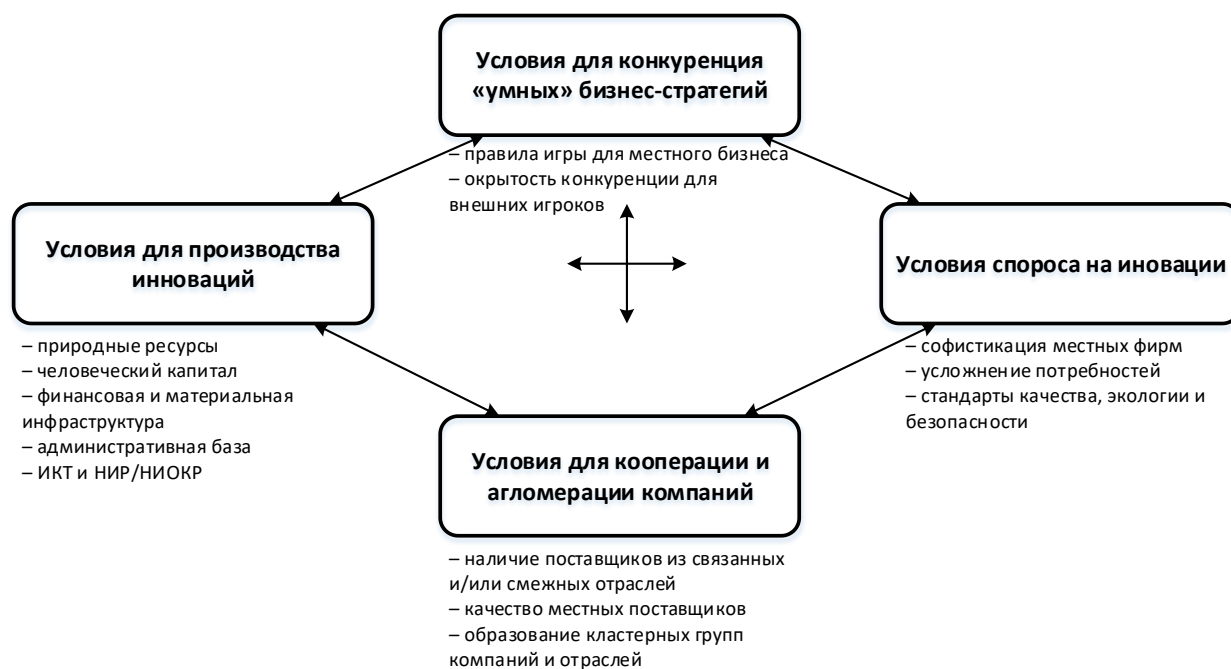 Условия для конкуренция
«умных» бизнес-стратегий
– правила игры для местного бизнеса
– окрытость конкуренции для
внешних игроков
Условия для производства
инноваций
– природные ресурсы
– человеческий капитал
– финансовая и материальная
инфраструктура
– административная база
– ИКТ и НИР/НИОКР
Условия спороса на иновации
– софистикация местных фирм
– усложнение потребностей
– стандарты качества, экологии и
безопасности
Условия для кооперации и
агломерации компаний
– наличие поставщиков из связанных
и/или смежных отраслей
– качество местных поставщиков
– образование кластерных групп
компаний и отраслей